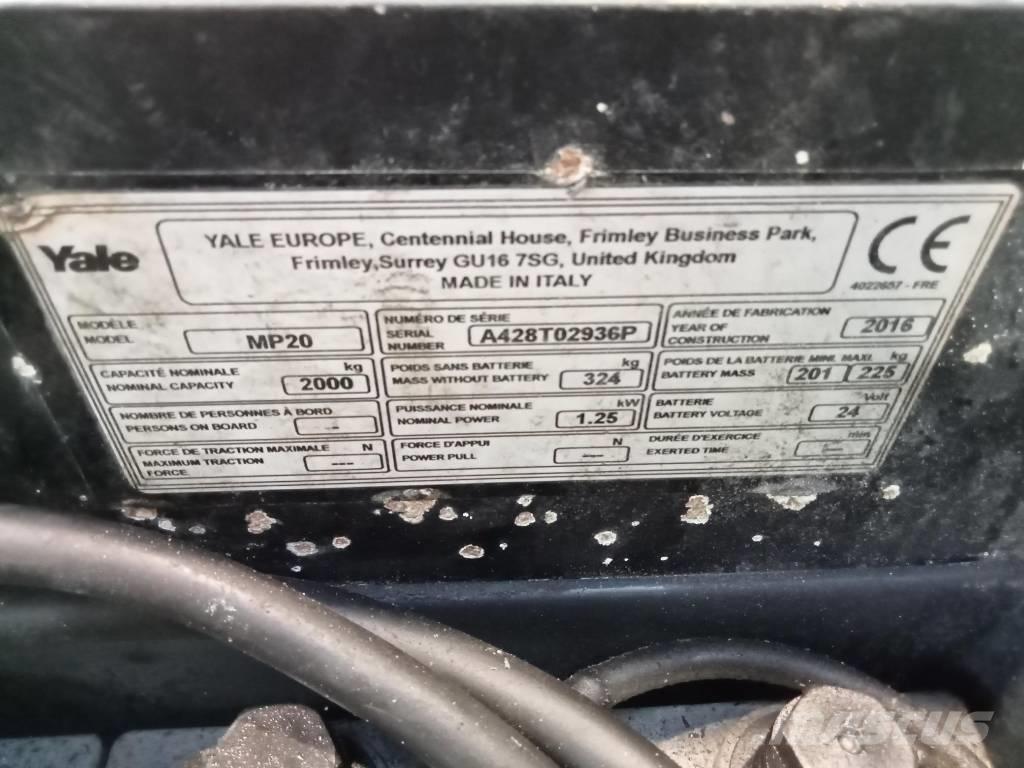 Yale
YALE EUROPE, Centennial House, Frimley Business Park,
Frimley,Surrey GU16 7SG, United Kingdom
MADE IN ITALY
CE
4022657 - FRE
MODÈLE
MODEL
MP20
NUMÉRO DE SÉRIE
SERIAL
NUMBER
A428T02936P
ANNÉE DE FABRICATION
YEAR OF
CONSTRUCTION
2016
CAPACITÉ NOMINALE kg
NOMINAL CAPACITY 2000
POIDS SANS BATTERIE kg
MASS WITHOUT BATTERY 324
POIDS DE LA BATTERIE MINI. MAXI. kg
BATTERY MASS 201 225
NOMBRE DE PERSONNES À BORD
PERSONS ON BOARD --
PUISSANCE NOMINALE kW
NOMINAL POWER 1.25
BATTERIE Volt
BATTERY VOLTAGE 24
FORCE DE TRACTION MAXIMALE N
MAXIMUM TRACTION ---
FORCE
FORCE D'APPUI N
POWER PULL ---
DURÉE D'EXERCICE min
EXERTED TIME